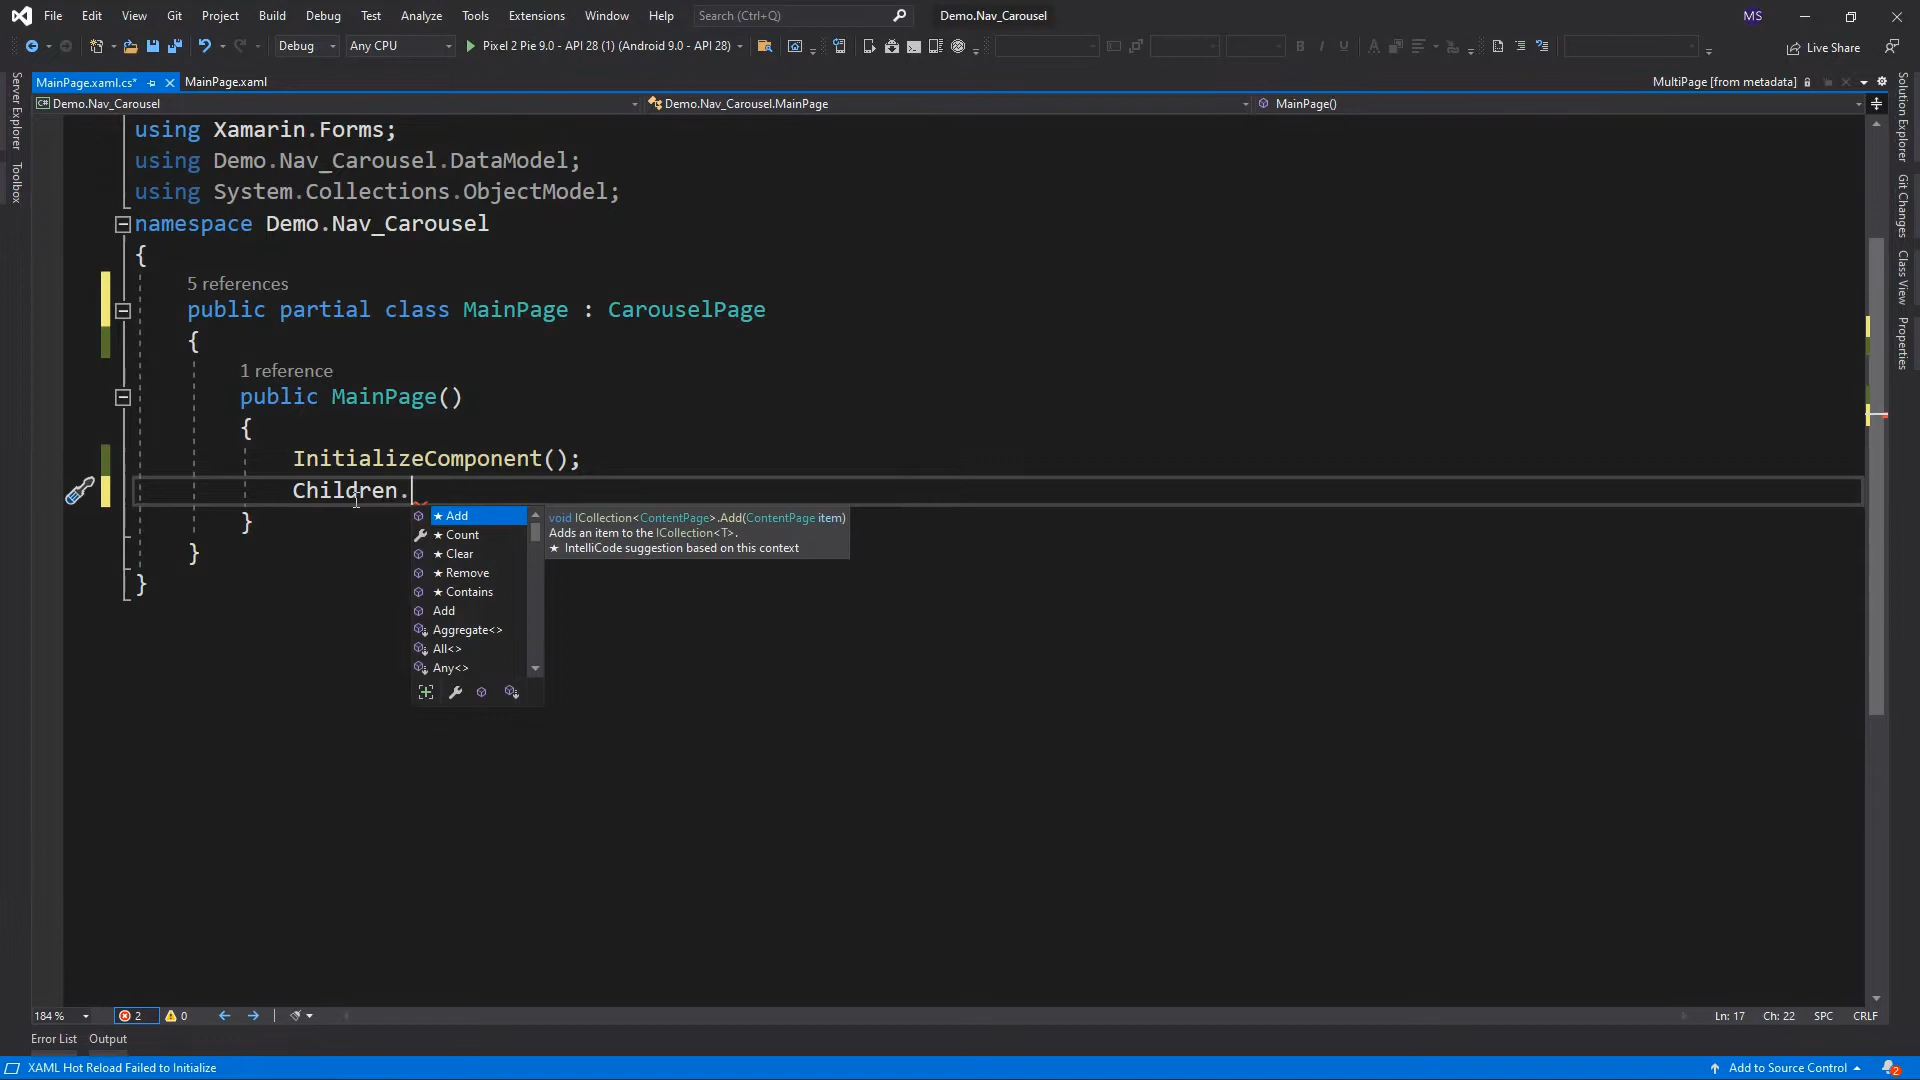 File Edit View Git Project Build Debug Test Analyze Tools Extensions Window Help Search (Ctrl+Q) Demo.Nav_Carousel MS
Debug Any CPU Pixel 2 Pie 9.0 - API 28 (1) (Android 9.0 - API 28) Live Share
MainPage.xaml.cs* MainPage.xaml MultiPage [from metadata]
Demo.Nav_Carousel Demo.Nav_Carousel.MainPage MainPage()
Server Explorer
Toolbox
using Xamarin.Forms;
using Demo.Nav_Carousel.DataModel;
using System.Collections.ObjectModel;
namespace Demo.Nav_Carousel
{
5 references
public partial class MainPage : CarouselPage
{
1 reference
public MainPage()
{
InitializeComponent();
Children.
}
}
}
★ Add
★ Count
★ Clear
★ Remove
★ Contains
Add
Aggregate<>
All<>
Any<>
void ICollection<ContentPage>.Add(ContentPage item)
Adds an item to the ICollection<T>.
★ IntelliCode suggestion based on this context
Solution Explorer
Git Changes
Class View
Properties
184 % 2 0 Ln: 17 Ch: 22 SPC CRLF
Error List Output
XAML Hot Reload Failed to Initialize Add to Source Control 2